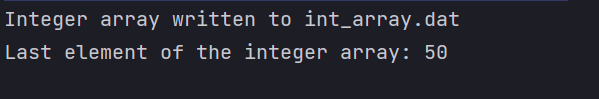 Integer array written to int_array.dat
Last element of the integer array: 50